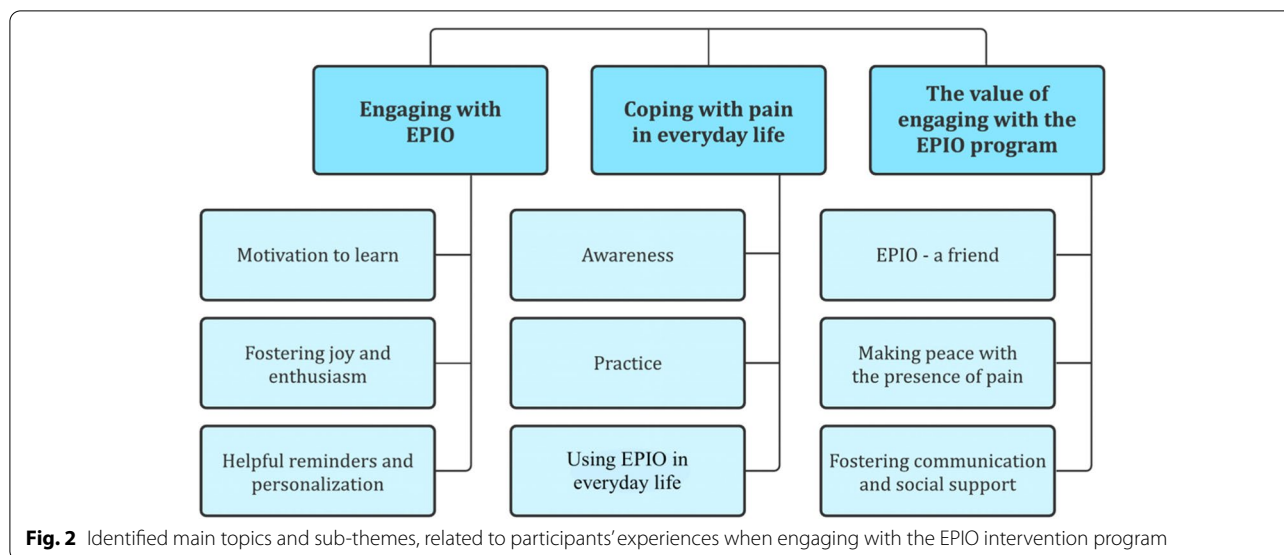 Engaging with
EPIO
Coping with pain
in everyday life
The value of
engaging with the
EPIO program
Motivation to learn
Awareness
EPIO - a friend
Fostering joy and
enthusiasm
Practice
Making peace with
the presence of pain
Helpful reminders and
personalization
Using EPIO in
everyday life
Fostering communication
and social support
Fig. 2 Identified main topics and sub-themes, related to participants' experiences when engaging with the EPIO intervention program